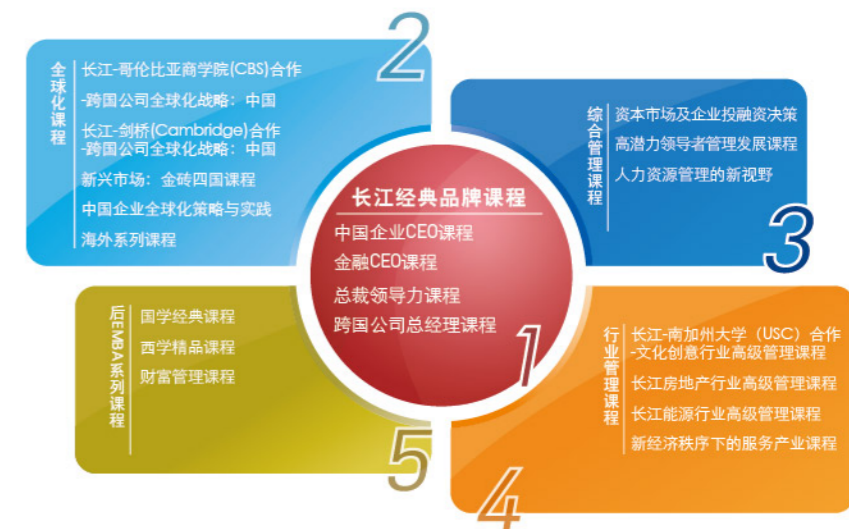 长江经典品牌课程
中国企业CEO课程
金融CEO课程
总裁领导力课程
跨国公司总经理课程
1
2
全球化课程
长江-哥伦比亚商学院(CBS)合作
-跨国公司全球化战略：中国
长江-剑桥(Cambridge)合作
-跨国公司全球化战略：中国
新兴市场：金砖四国课程
中国企业全球化策略与实践
海外系列课程
3
综合管理课程
资本市场及企业投融资决策
高潜力领导者管理发展课程
人力资源管理的新视野
4
行业管理课程
长江-南加州大学（USC）合作
-文化创意行业高级管理课程
长江房地产行业高级管理课程
长江能源行业高级管理课程
新经济秩序下的服务产业课程
5
后EMBA系列课程
国学经典课程
西学精品课程
财富管理课程